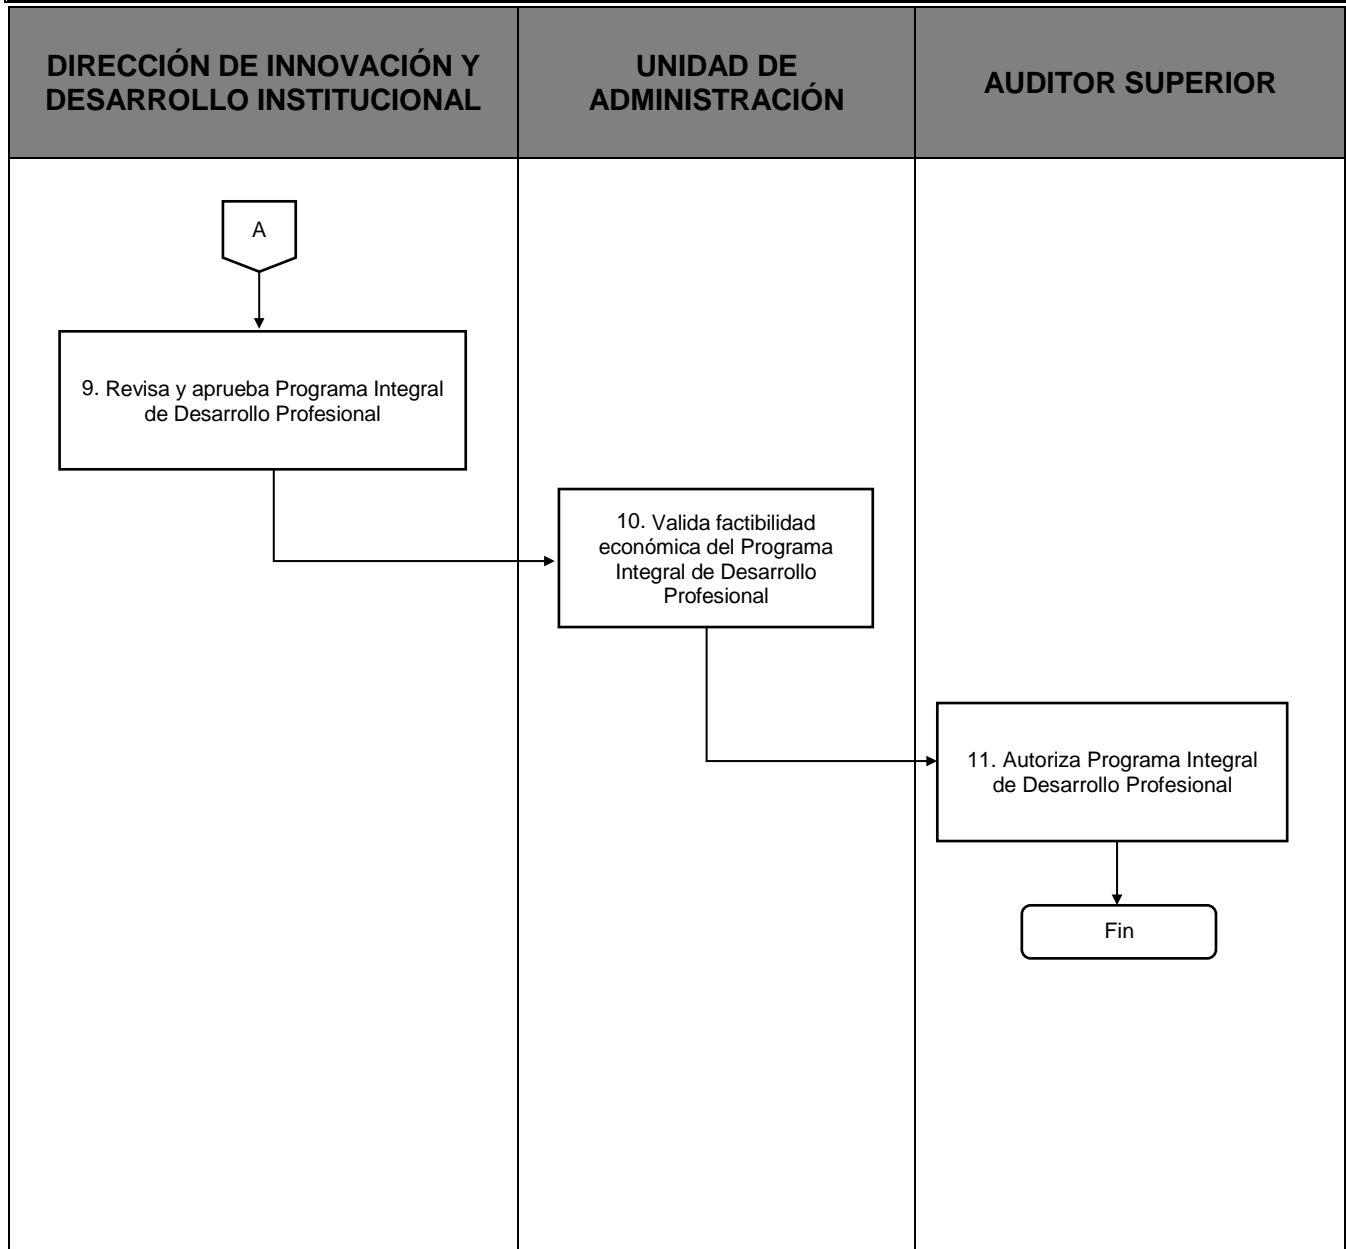 DIRECCIÓN DE INNOVACIÓN Y
DESARROLLO INSTITUCIONAL
UNIDAD DE
ADMINISTRACIÓN
AUDITOR SUPERIOR
A
9. Revisa y aprueba Programa Integral
de Desarrollo Profesional
10. Valida factibilidad
económica del Programa
Integral de Desarrollo
Profesional
11. Autoriza Programa Integral
de Desarrollo Profesional
Fin